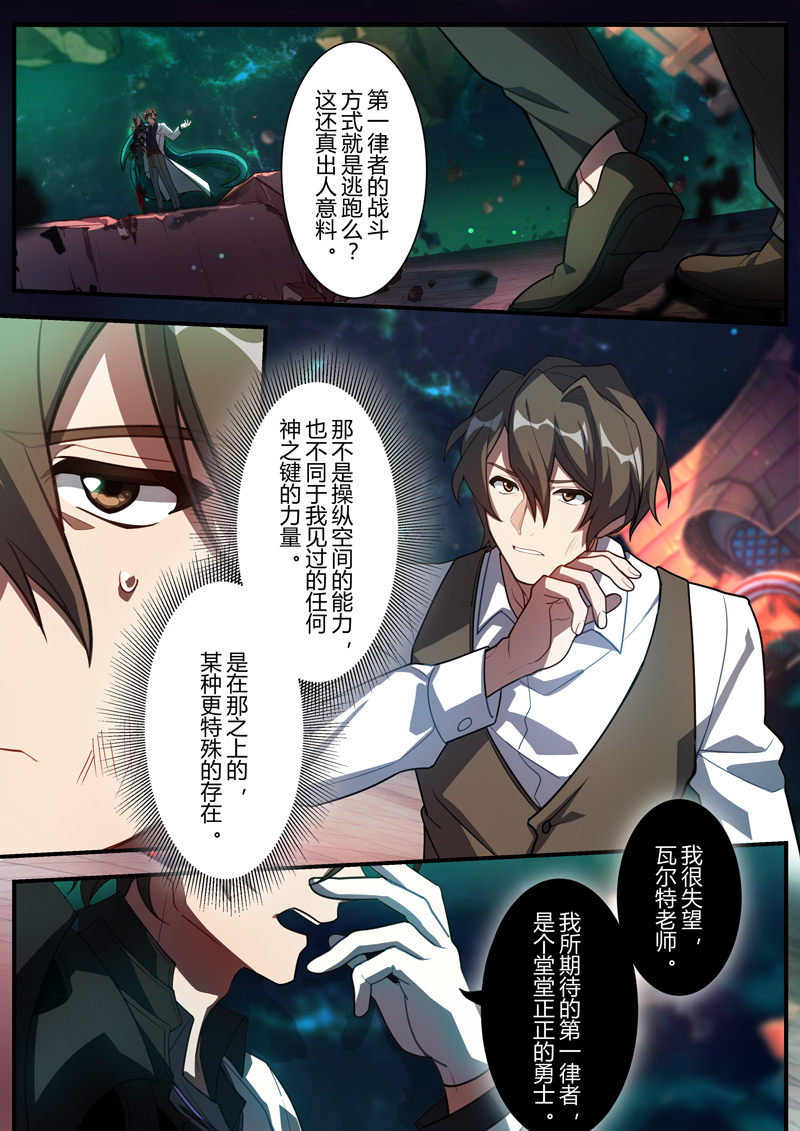 第一律者的战斗
方式就是逃跑么？
这还真出人意料。
那不是操纵空间的能力，
也不同于我见过的任何
神之键的力量。
是在那之上的，
某种更特殊的存在。
我很失望，
瓦尔特老师。
我所期待的第一律者，
是个堂堂正正的勇士。